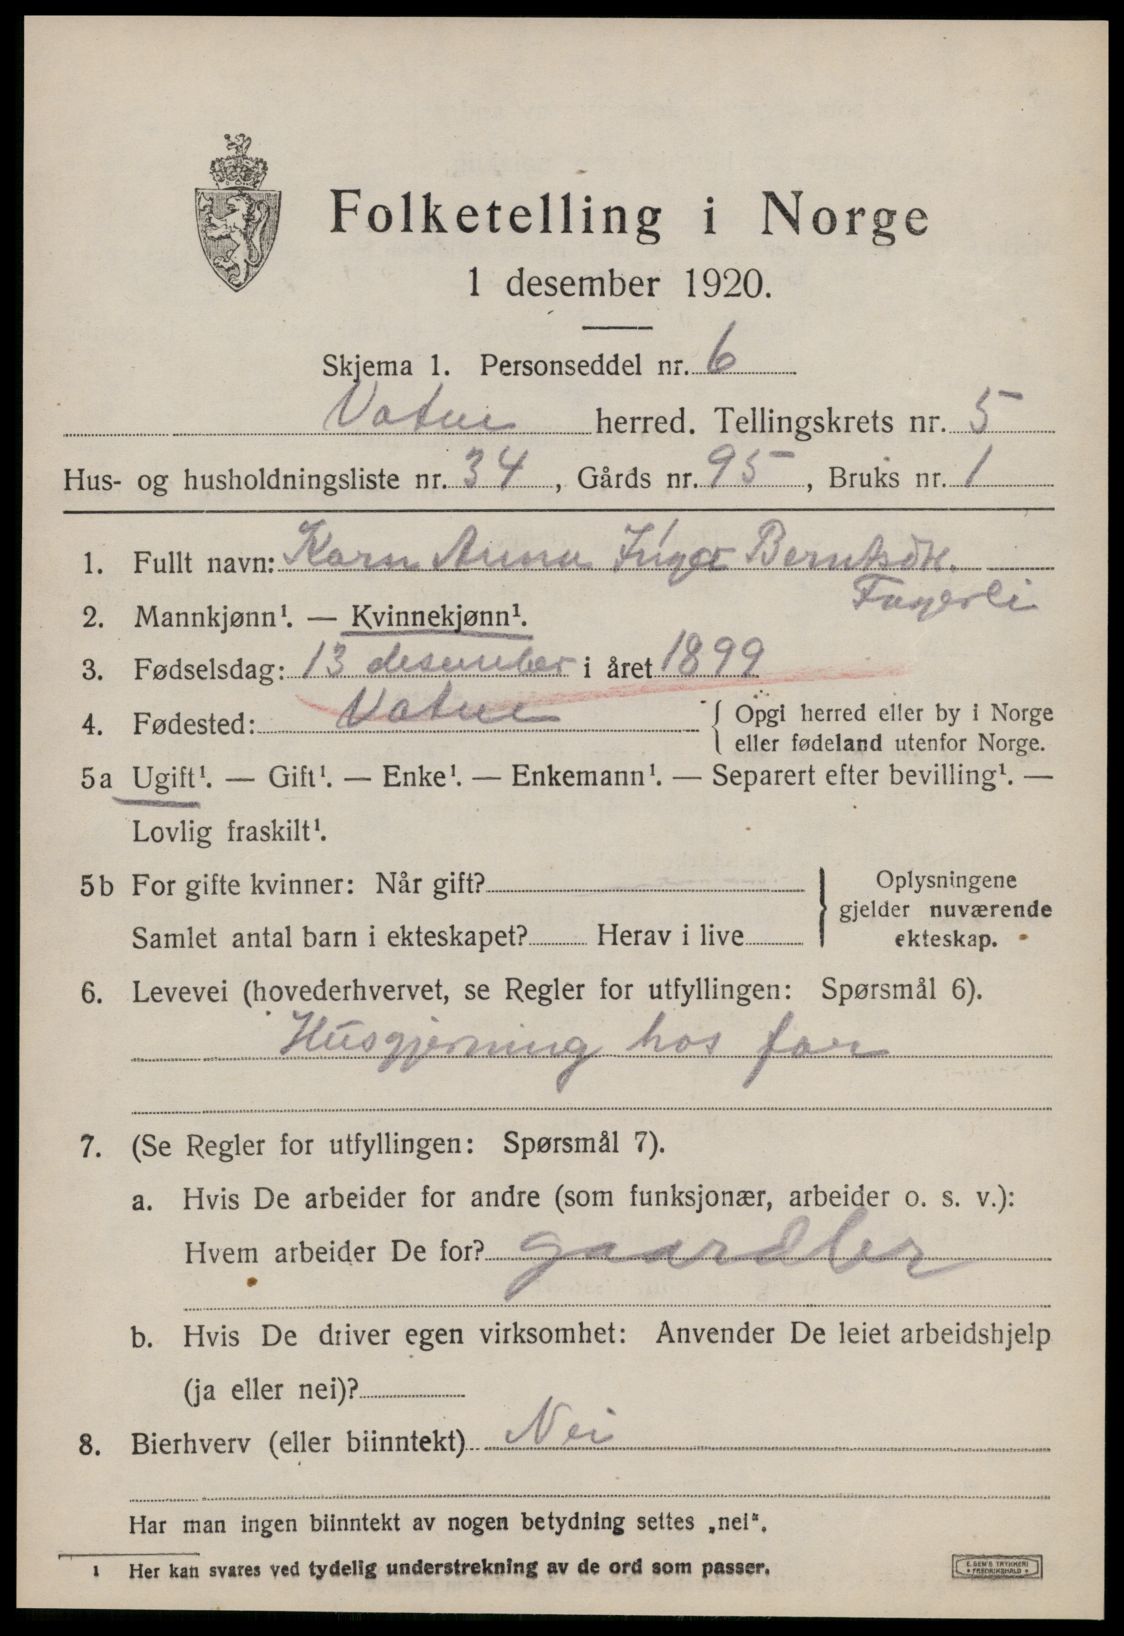 Folketelling i Norge
1 desember 1920.
Skjema 1. Personseddel nr. 6
Vatne herred. Tellingskrets nr. 5
Hus- og husholdningsliste nr. 34, Gårds nr. 95, Bruks nr. 1
1. Fullt navn: Karn Anna Inga Berntsdtr.
Fagerli
2. Mannkjønn¹. — Kvinnekjønn¹.
3. Fødselsdag: 13 desember i året 1899
4. Fødested: Vatne { Opgi herred eller by i Norge
eller fødeland utenfor Norge.
5a Ugift¹. — Gift¹. — Enke¹. — Enkemann¹. — Separert efter bevilling¹. —
Lovlig fraskilt¹.
5b For gifte kvinner: Når gift? } Oplysningene
gjelder nuværende
Samlet antal barn i ekteskapet? Herav i live ekteskap.
6. Levevei (hovederhvervet, se Regler for utfyllingen: Spørsmål 6).
Husgjerning hos far
7. (Se Regler for utfyllingen: Spørsmål 7).
a. Hvis De arbeider for andre (som funksjonær, arbeider o. s. v.):
Hvem arbeider De for? gaardbr
b. Hvis De driver egen virksomhet: Anvender De leiet arbeidshjelp
(ja eller nei)?
8. Bierhverv (eller biinntekt) Nei
Har man ingen biinntekt av nogen betydning settes „nei“.
¹ Her kan svares ved tydelig understrekning av de ord som passer.
E. SEM'S TRYKKERI
• FREDRIKSHALD •